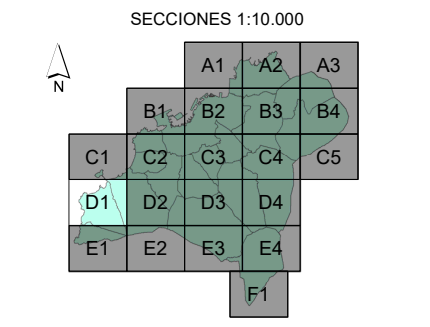 SECCIONES 1:10.000
N
A1 A2 A3
B1 B2 B3 B4
C1 C2 C3 C4 C5
D1 D2 D3 D4
E1 E2 E3 E4
F1